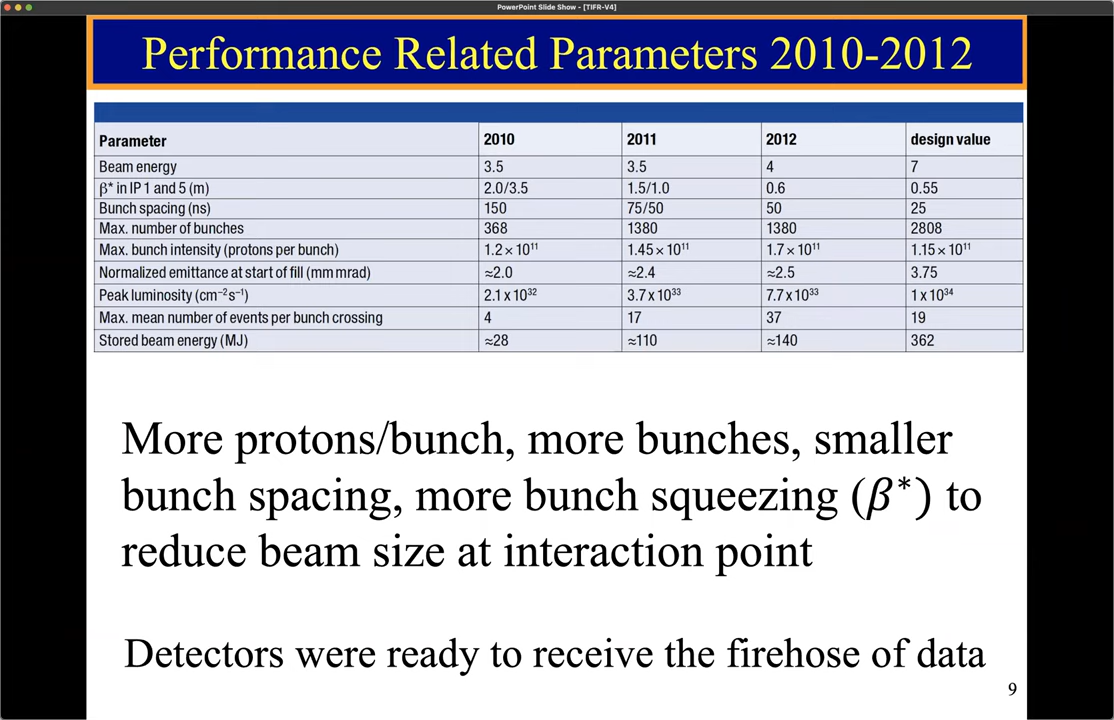 PowerPoint Slide Show - [TIFR-V4]
Performance Related Parameters 2010-2012
Parameter 2010 2011 2012 design value
Beam energy 3.5 3.5 4 7
β* in IP 1 and 5 (m) 2.0/3.5 1.5/1.0 0.6 0.55
Bunch spacing (ns) 150 75/50 50 25
Max. number of bunches 368 1380 1380 2808
Max. bunch intensity (protons per bunch) 1.2 × 10¹¹ 1.45 × 10¹¹ 1.7 × 10¹¹ 1.15 × 10¹¹
Normalized emittance at start of fill (mm mrad) ≈2.0 ≈2.4 ≈2.5 3.75
Peak luminosity (cm⁻² s⁻¹) 2.1 x 10³² 3.7 x 10³³ 7.7 x 10³³ 1 x 10³⁴
Max. mean number of events per bunch crossing 4 17 37 19
Stored beam energy (MJ) ≈28 ≈110 ≈140 362
More protons/bunch, more bunches, smaller
bunch spacing, more bunch squeezing (β*) to
reduce beam size at interaction point
Detectors were ready to receive the firehose of data
9